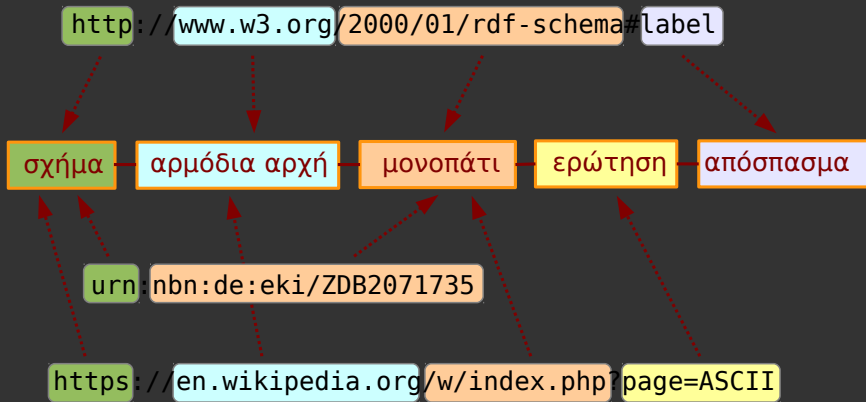 http://www.w3.org/2000/01/rdf-schema#label
σχήμα αρμόδια αρχή μονοπάτι ερώτηση απόσπασμα
urn:nbn:de:eki/ZDB2071735
https://en.wikipedia.org/w/index.php?page=ASCII